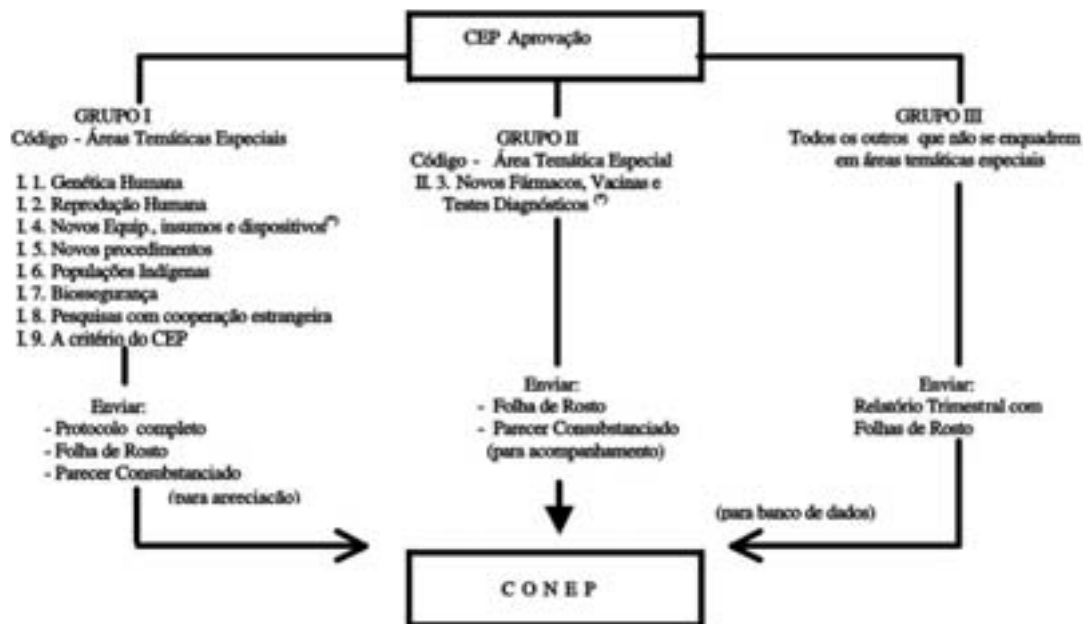 CEP Aprovação
GRUPO I
Código - Áreas Temáticas Especiais
I. 1. Genética Humana
I. 2. Reprodução Humana
I. 4. Novos Equip., insumos e dispositivos(*)
I. 5. Novos procedimentos
I. 6. Populações Indígenas
I. 7. Biossegurança
I. 8. Pesquisas com cooperação estrangeira
I. 9. A critério do CEP
Enviar:
- Protocolo completo
- Folha de Rosto
- Parecer Consubstanciado
(para apreciação)
GRUPO II
Código - Área Temática Especial
II. 3. Novos Fármacos, Vacinas e
Testes Diagnósticos (*)
Enviar:
- Folha de Rosto
- Parecer Consubstanciado
(para acompanhamento)
GRUPO III
Todos os outros que não se enquadrem
em áreas temáticas especiais
Enviar:
Relatório Trimestral com
Folhas de Rosto
(para banco de dados)
C O N E P